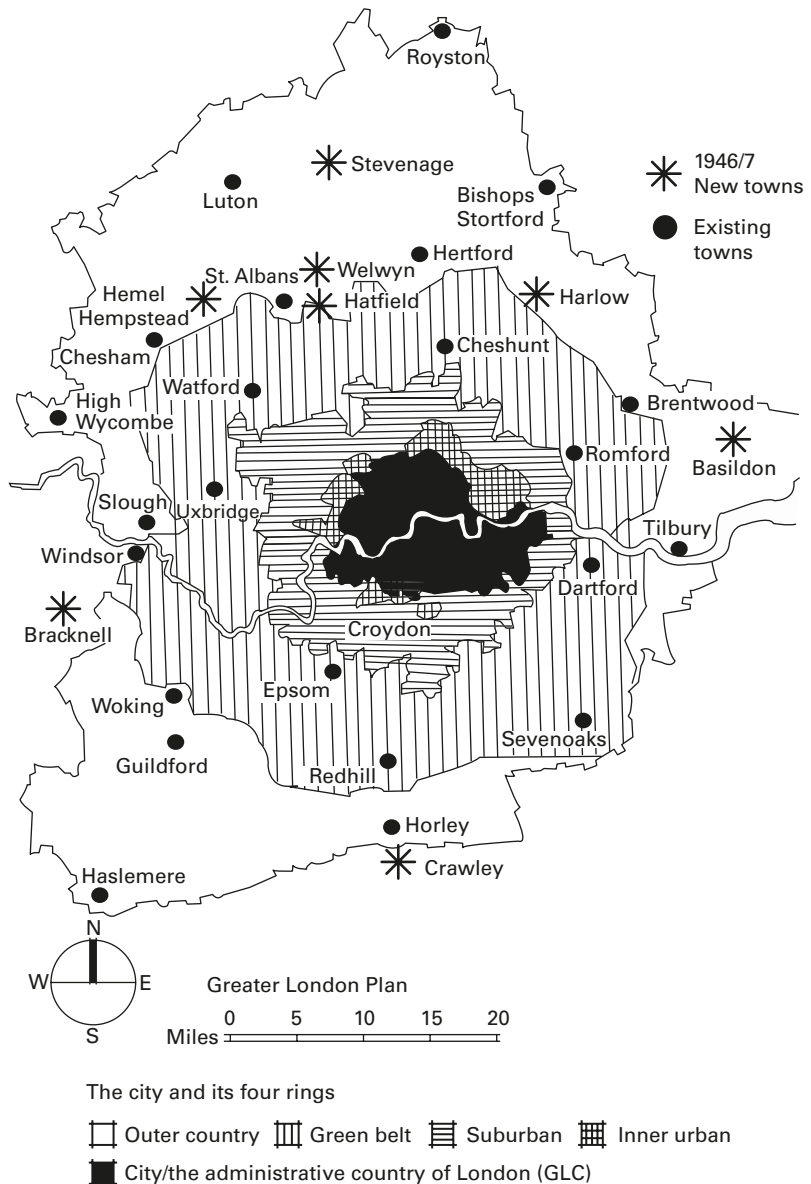 Royston
Stevenage
1946/7
New towns
Luton
Bishops
Stortford
Existing
towns
Hertford
St. Albans
Welwyn
Hemel
Hempstead
Hatfield
Harlow
Chesham
Cheshunt
Watford
High
Wycombe
Brentwood
Romford
Basildon
Slough
Uxbridge
Tilbury
Windsor
Dartford
Bracknell
Croydon
Epsom
Woking
Sevenoaks
Guildford
Redhill
Horley
Crawley
Haslemere
N
W E
S
Greater London Plan
Miles 0 5 10 15 20
The city and its four rings
Outer country Green belt Suburban Inner urban
City/the administrative country of London (GLC)